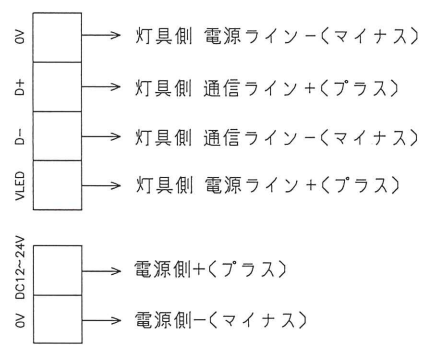 0V → 灯具側 電源ライン−(マイナス)
D+ → 灯具側 通信ライン+(プラス)
D− → 灯具側 通信ライン−(マイナス)
VLED → 灯具側 電源ライン+(プラス)
DC12~24V → 電源側+(プラス)
0V → 電源側−(マイナス)